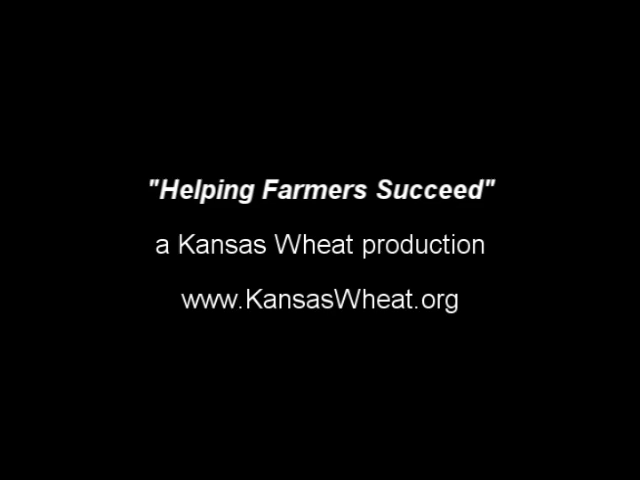 "Helping Farmers Succeed"
a Kansas Wheat production
www.KansasWheat.org